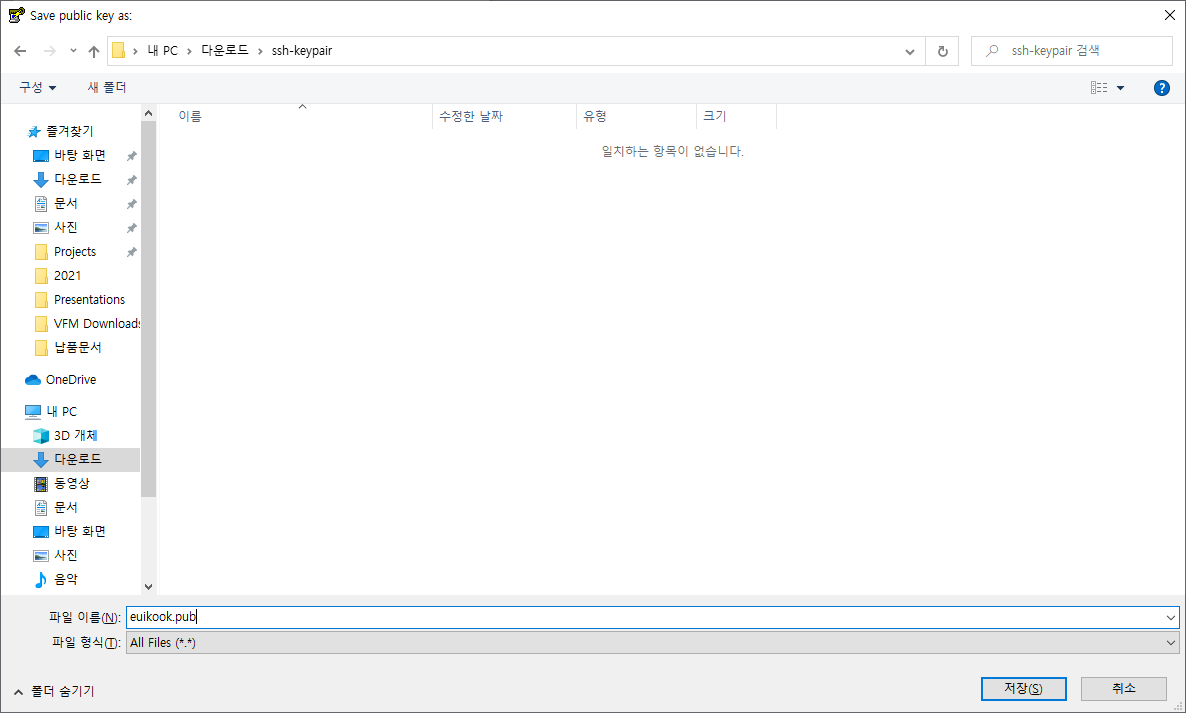 Save public key as:
내 PC › 다운로드 › ssh-keypair
ssh-keypair 검색
구성
새 폴더
이름
수정한 날짜
유형
크기
일치하는 항목이 없습니다.
즐겨찾기
바탕 화면
다운로드
문서
사진
Projects
2021
Presentations
VFM Downloads
납품문서
OneDrive
내 PC
3D 개체
다운로드
동영상
문서
바탕 화면
사진
음악
파일 이름(N): euikook.pub
파일 형식(T): All Files (*.*)
폴더 숨기기
저장(S)
취소